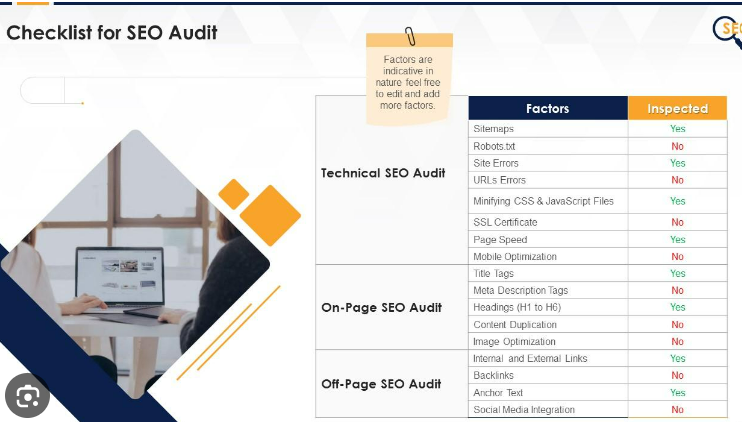 Checklist for SEO Audit
SEO
Factors are
indicative in
nature feel free
to edit and add
more factors.
Factors Inspected
Technical SEO Audit
Sitemaps Yes
Robots.txt No
Site Errors Yes
URLs Errors No
Minifying CSS & JavaScript Files Yes
SSL Certificate No
Page Speed Yes
Mobile Optimization No
On-Page SEO Audit
Title Tags Yes
Meta Description Tags No
Headings (H1 to H6) Yes
Content Duplication No
Image Optimization No
Off-Page SEO Audit
Internal and External Links Yes
Backlinks No
Anchor Text Yes
Social Media Integration No